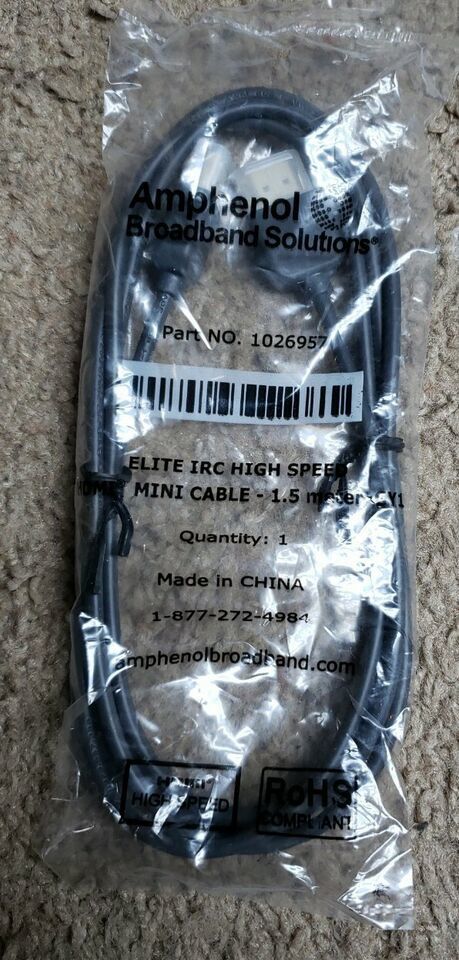 Amphenol
Broadband Solutions®
Part NO. 1026957
ELITE IRC HIGH SPEED
MINI CABLE - 1.5 meter
Quantity: 1
Made in CHINA
1-877-272-4984
amphenolbroadband.com
HDMI®
HIGH SPEED
RoHS
COMPLIANT